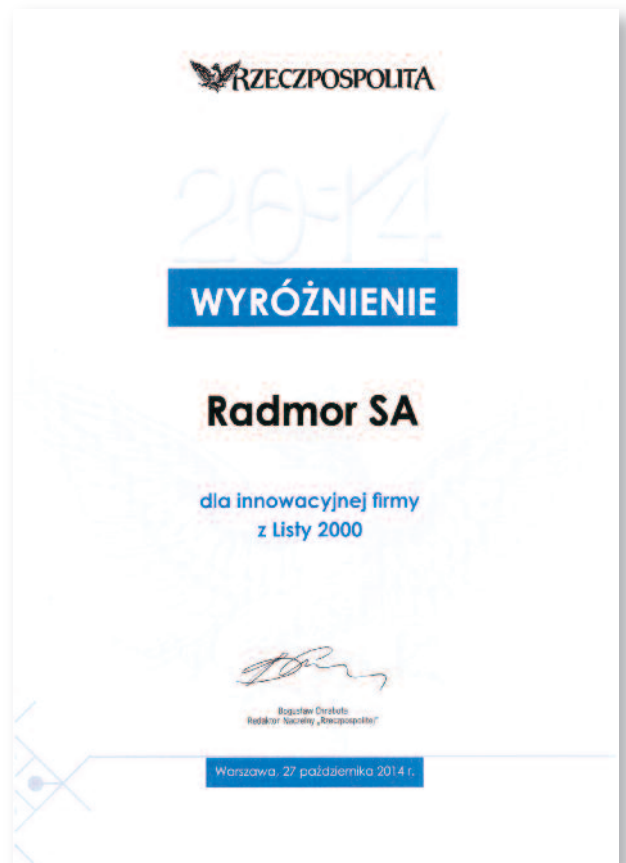 RZECZPOSPOLITA
2014
WYRÓŻNIENIE
Radmor SA
dla innowacyjnej firmy
z Listy 2000
Bogusław Chrabota
Redaktor Naczelny „Rzeczpospolitej”
Warszawa, 27 października 2014 r.